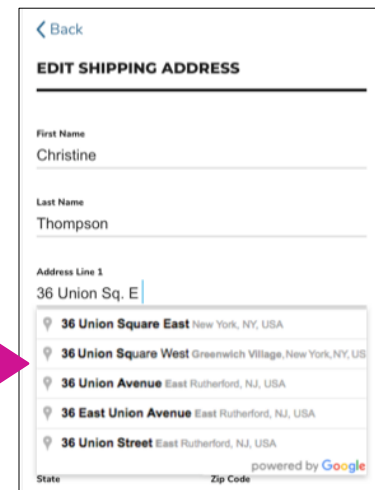 Back
EDIT SHIPPING ADDRESS
First Name
Christine
Last Name
Thompson
Address Line 1
36 Union Sq. E
36 Union Square East New York, NY, USA
36 Union Square West Greenwich Village, New York, NY, US
36 Union Avenue East Rutherford, NJ, USA
36 East Union Avenue East Rutherford, NJ, USA
36 Union Street East Rutherford, NJ, USA
powered by Google
State Zip Code